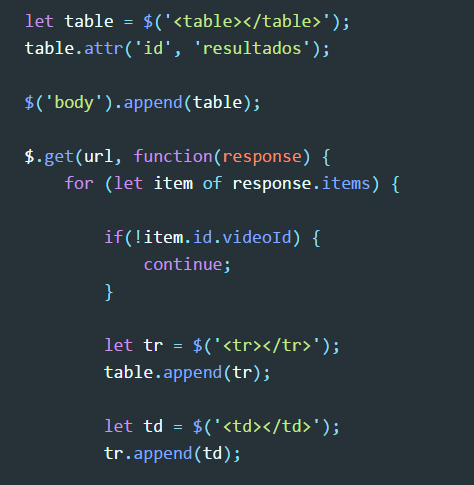 let table = $('<table></table>');
table.attr('id', 'resultados');
$('body').append(table);
$.get(url, function(response) {
for (let item of response.items) {
if(!item.id.videoId) {
continue;
}
let tr = $('<tr></tr>');
table.append(tr);
let td = $('<td></td>');
tr.append(td);